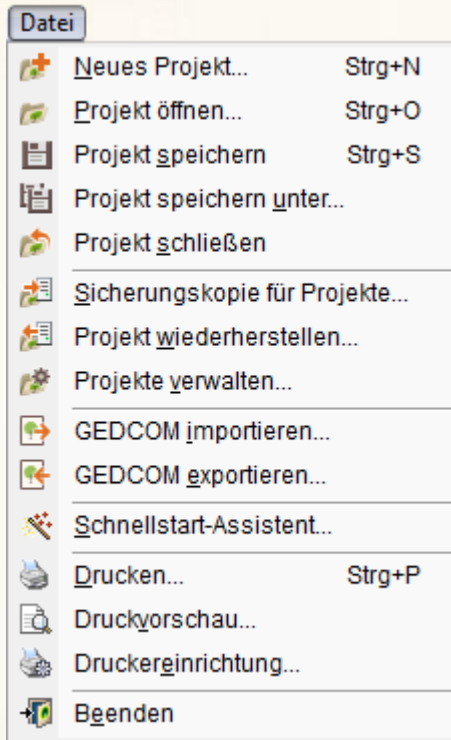 Datei
Neues Projekt... Strg+N
Projekt öffnen... Strg+O
Projekt speichern Strg+S
Projekt speichern unter...
Projekt schließen
Sicherungskopie für Projekte...
Projekt wiederherstellen...
Projekte verwalten...
GEDCOM importieren...
GEDCOM exportieren...
Schnellstart-Assistent...
Drucken... Strg+P
Druckvorschau...
Druckereinrichtung...
Beenden